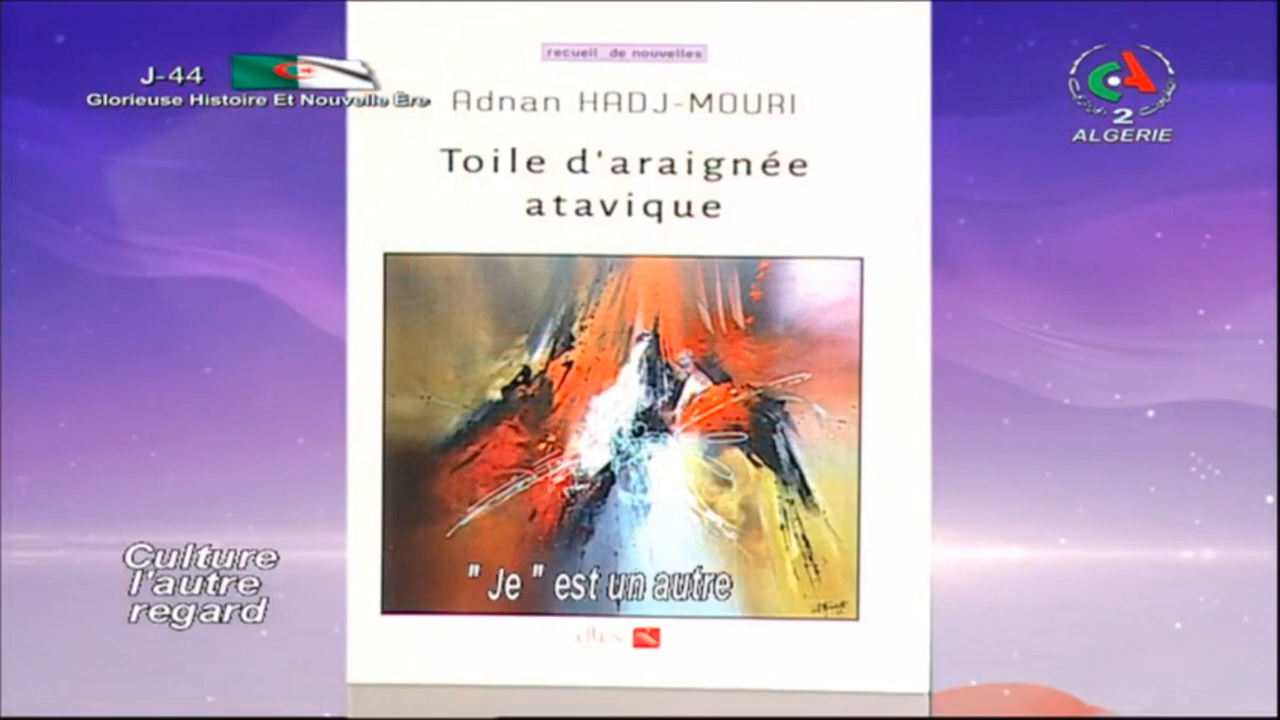 recueil de nouvelles
J-44
Glorieuse Histoire Et Nouvelle Ère
Adnan HADJ-MOURI
2
ALGERIE
Toile d'araignée
atavique
Culture
l'autre
regard
" Je " est un autre